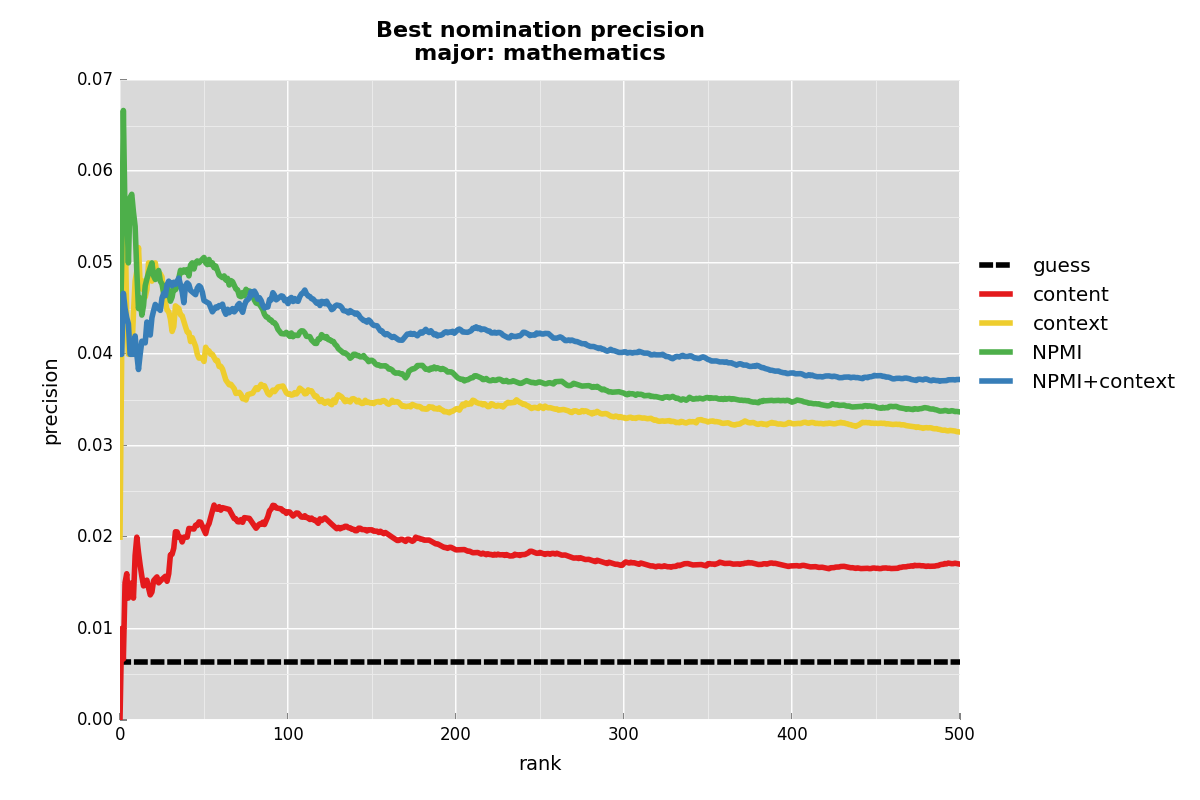 Best nomination precision
major: mathematics
precision
0.07
0.06
0.05
0.04
0.03
0.02
0.01
0.00
0 100 200 300 400 500
rank
guess
content
context
NPMI
NPMI+context